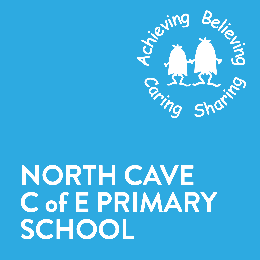 Achieving Believing
Caring Sharing
NORTH CAVE
C of E PRIMARY
SCHOOL